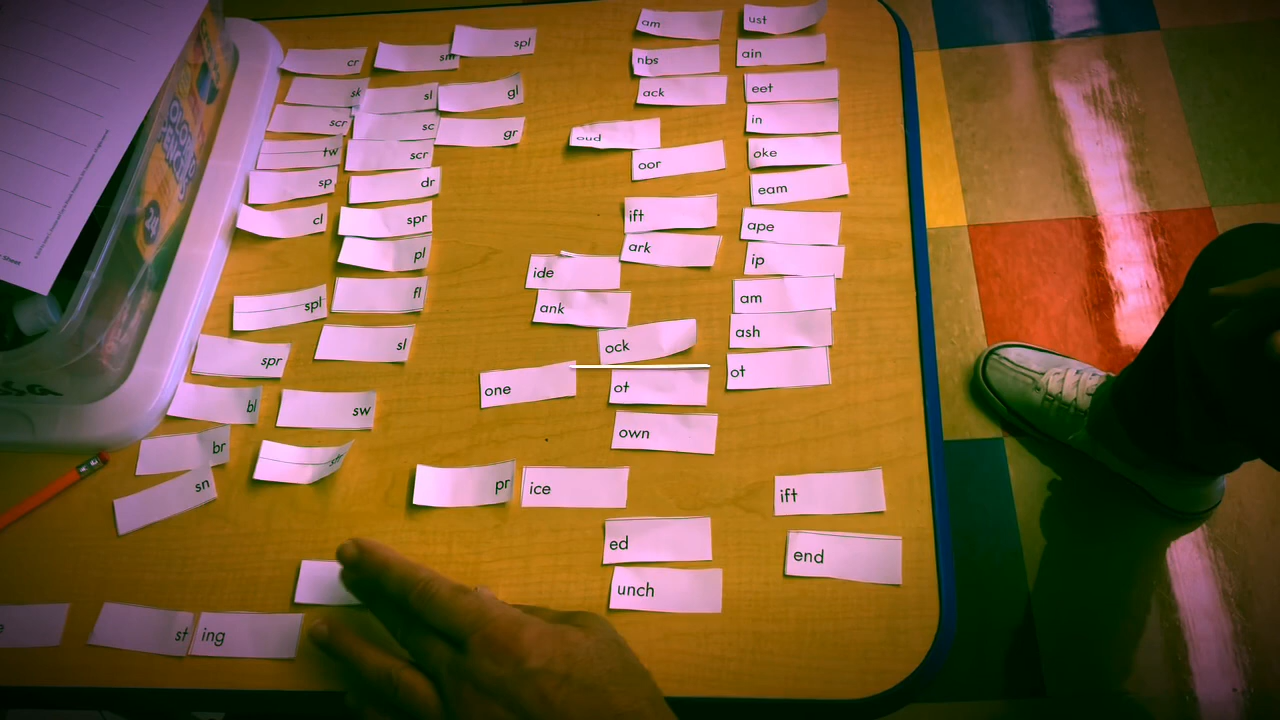 cr
sm
spl
sk
sl
gl
scr
sc
gr
tw
scr
sp
dr
cl
spr
pl
spl
fl
spr
sl
bl
sw
br
str
sn
am
ust
nbs
ain
ack
eet
in
oud
oor
oke
eam
ift
ape
ark
ip
ide
am
ank
ash
ock
ot
one
ot
own
pr ice
ift
ed
end
unch
e
st ing